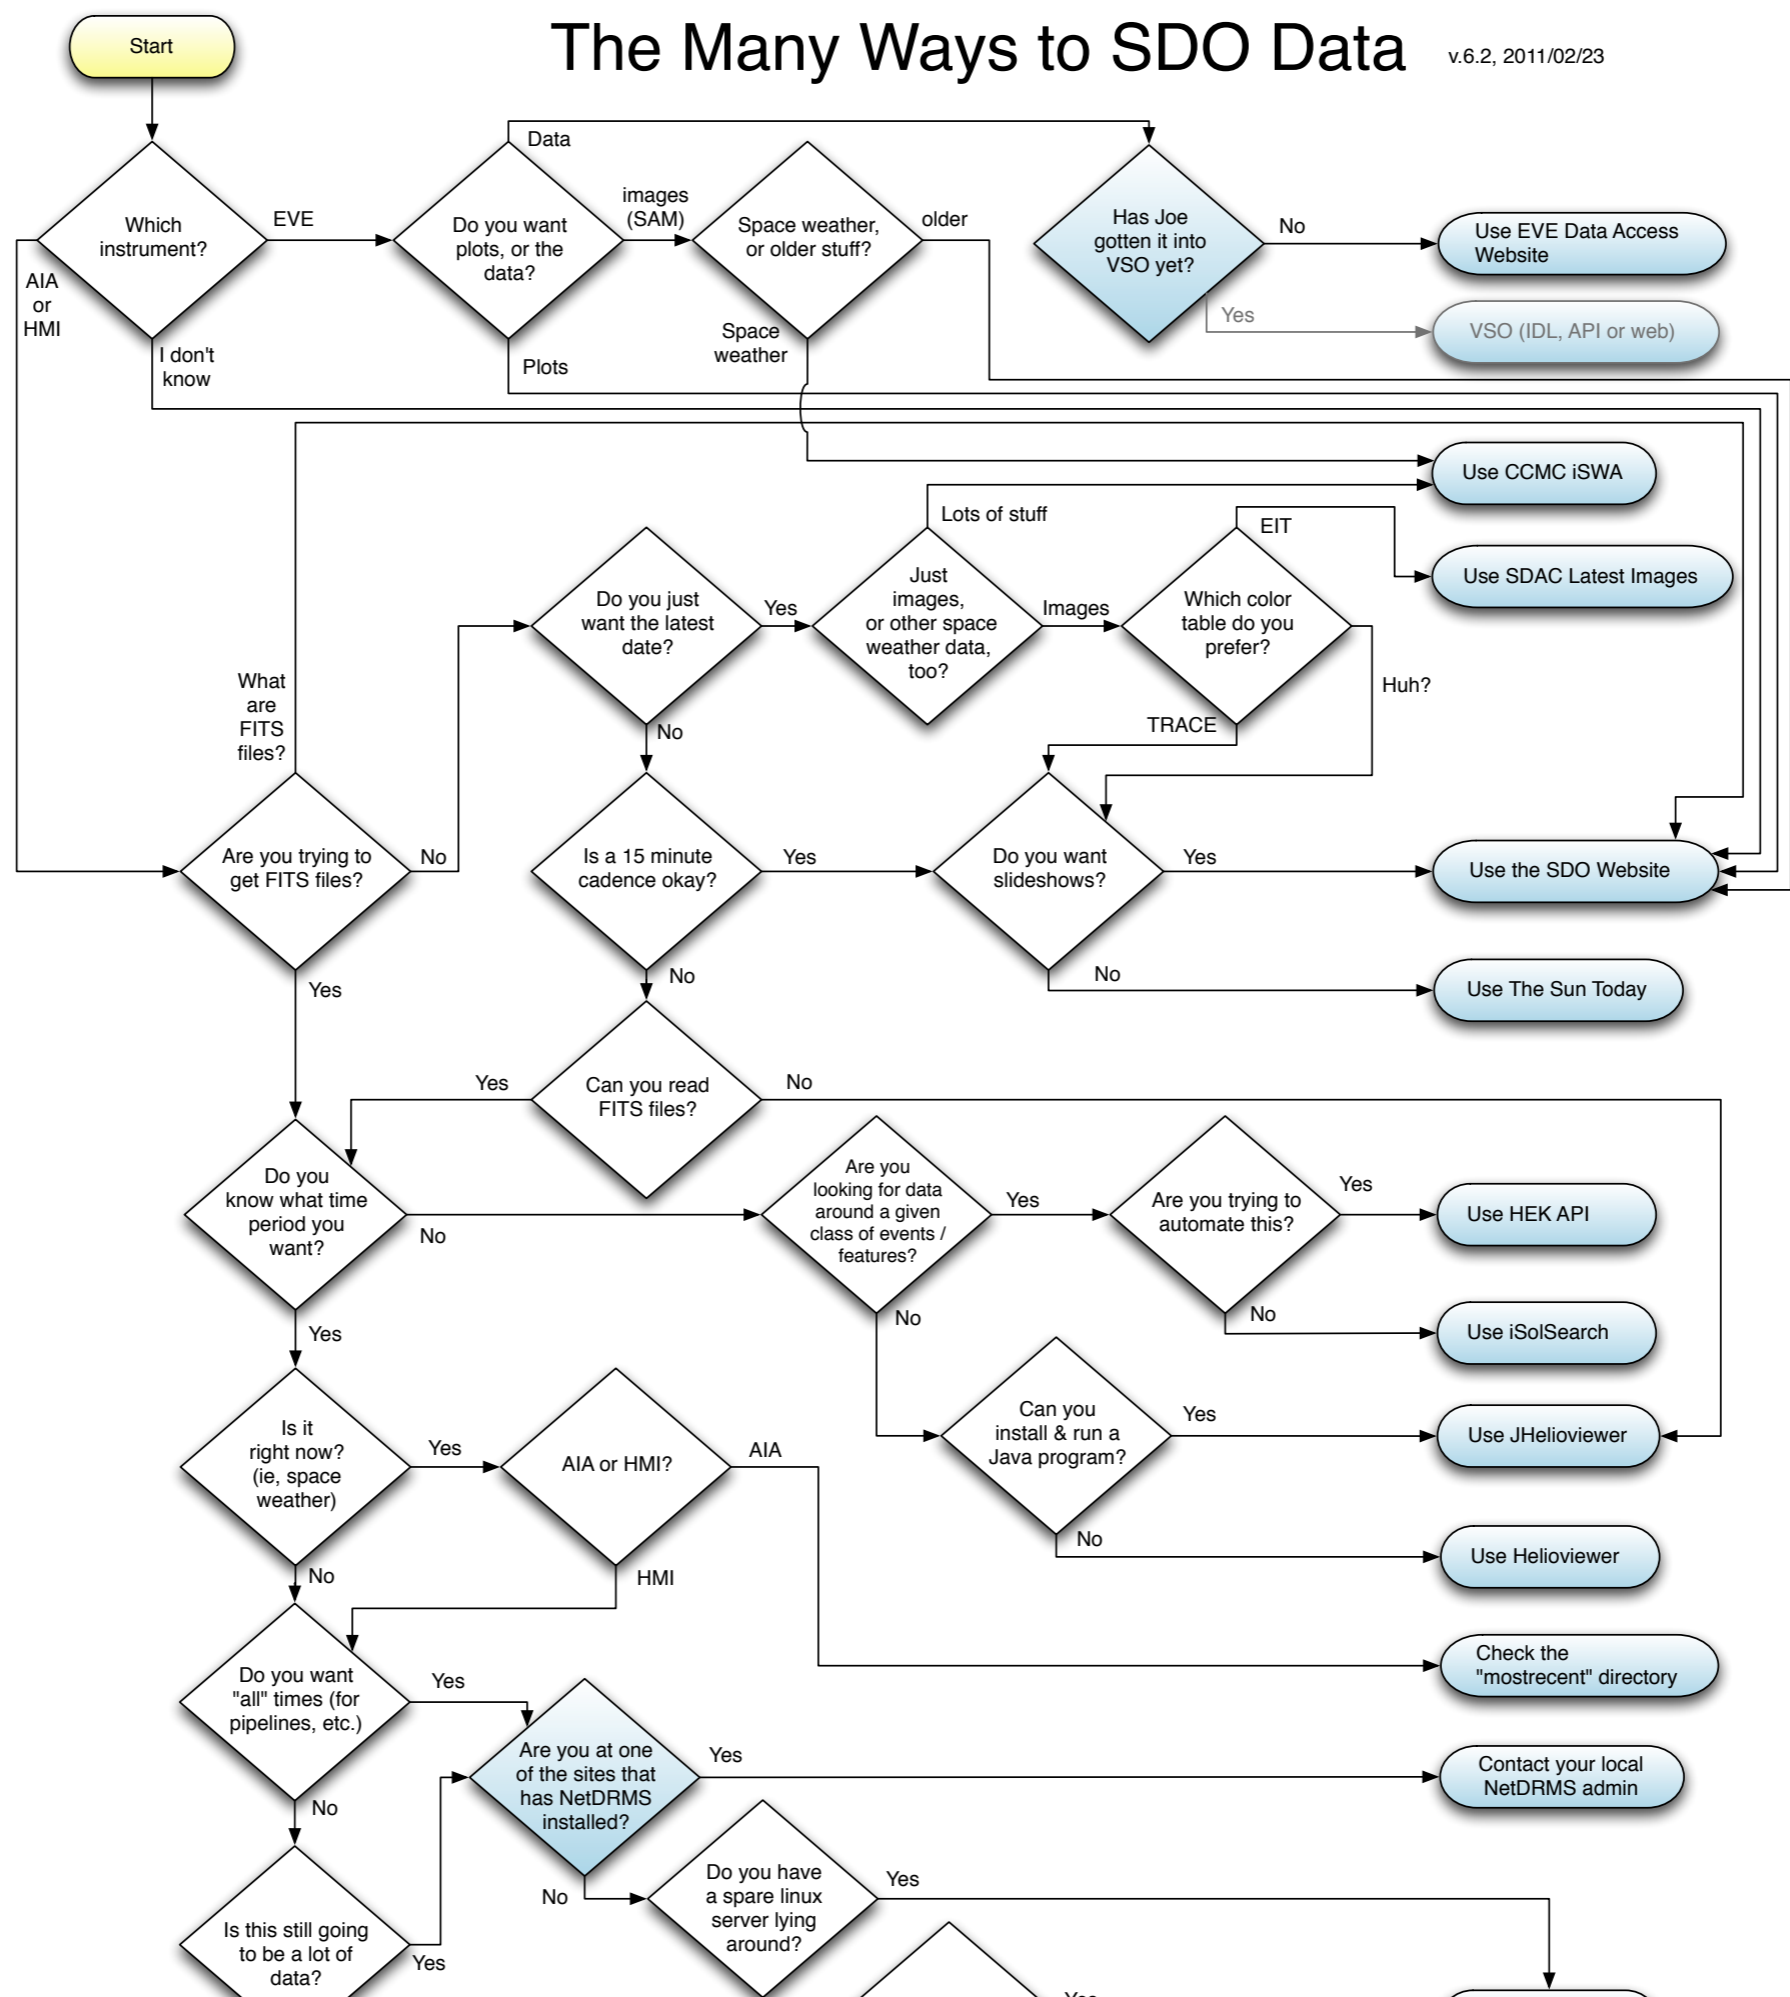 The Many Ways to SDO Data
v.6.2, 2011/02/23
Start
Which
instrument?
EVE
AIA
or
HMI
I don't
know
Do you want
plots, or the
data?
Data
images
(SAM)
Plots
Space weather,
or older stuff?
older
Space
weather
Has Joe
gotten it into
VSO yet?
No
Use EVE Data Access
Website
Yes
VSO (IDL, API or web)
Use CCMC iSWA
Lots of stuff
EIT
Use SDAC Latest Images
Do you just
want the latest
date?
Yes
Just
images,
or other space
weather data,
too?
Images
Which color
table do you
prefer?
Huh?
TRACE
No
What
are
FITS
files?
Are you trying to
get FITS files?
No
Is a 15 minute
cadence okay?
Yes
Do you want
slideshows?
Yes
Use the SDO Website
Yes
No
No
Use The Sun Today
Can you read
FITS files?
Yes
No
Do you
know what time
period you
want?
No
Are you
looking for data
around a given
class of events /
features?
Yes
Are you trying to
automate this?
Yes
Use HEK API
No
Use iSolSearch
No
Yes
Can you
install & run a
Java program?
Yes
Use JHelioviewer
No
Use Helioviewer
Is it
right now?
(ie, space
weather)
Yes
AIA or HMI?
AIA
HMI
No
Check the
"mostrecent" directory
Do you want
"all" times (for
pipelines, etc.)
Yes
Are you at one
of the sites that
has NetDRMS
installed?
Yes
Contact your local
NetDRMS admin
No
No
Do you have
a spare linux
server lying
around?
Yes
Is this still going
to be a lot of
data?
Yes